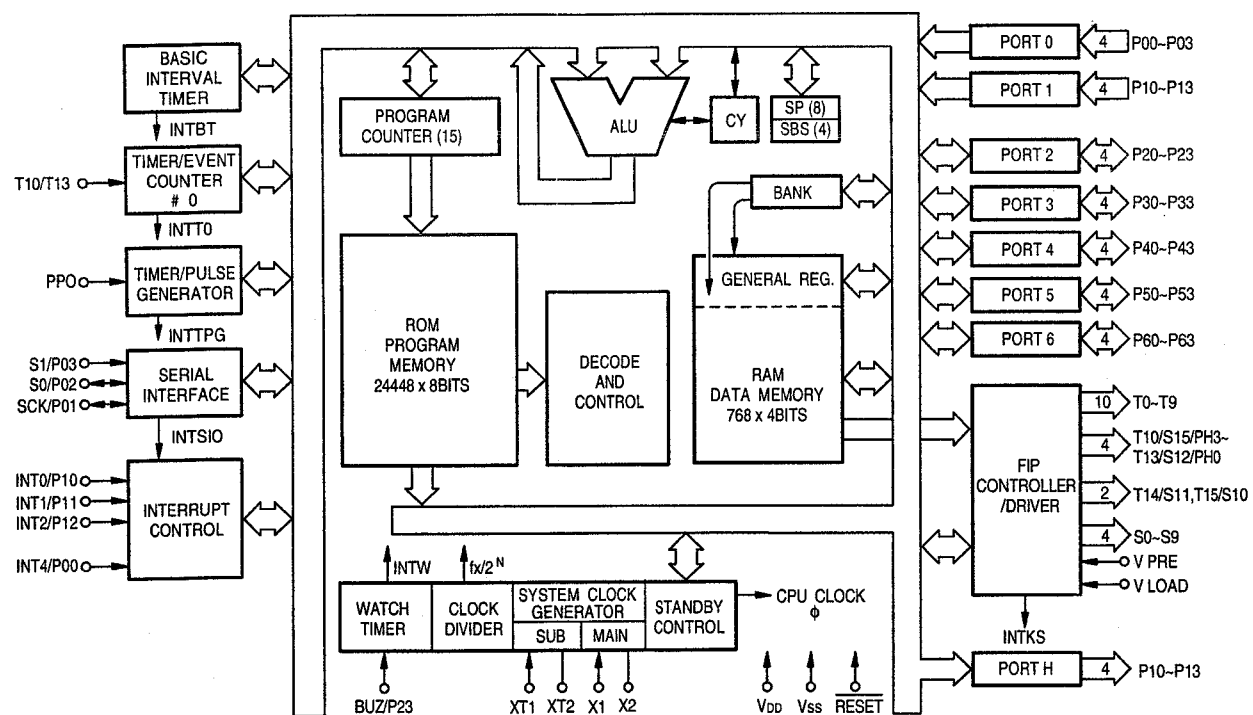 BASIC
INTERVAL
TIMER
INTBT
T10/T13
TIMER/EVENT
COUNTER
# 0
INTT0
PPO
TIMER/PULSE
GENERATOR
INTTPG
S1/P03
S0/P02
SCK/P01
SERIAL
INTERFACE
INTSIO
INT0/P10
INT1/P11
INT2/P12
INT4/P00
INTERRUPT
CONTROL
PROGRAM
COUNTER (15)
ALU
CY
SP (8)
SBS (4)
BANK
GENERAL REG.
ROM
PROGRAM
MEMORY
24448 x 8BITS
DECODE
AND
CONTROL
RAM
DATA MEMORY
768 x 4BITS
INTW
fx/2 N
WATCH
TIMER
CLOCK
DIVIDER
SYSTEM CLOCK
GENERATOR
SUB
MAIN
STANDBY
CONTROL
CPU CLOCK
ϕ
BUZ/P23
XT1
XT2
X1
X2
VDD
VSS
RESET
PORT 0
4
P00~P03
PORT 1
4
P10~P13
PORT 2
4
P20~P23
PORT 3
4
P30~P33
PORT 4
4
P40~P43
PORT 5
4
P50~P53
PORT 6
4
P60~P63
FIP
CONTROLLER
/DRIVER
10
T0~T9
4
T10/S15/PH3~
T13/S12/PH0
2
T14/S11,T15/S10
4
S0~S9
V PRE
V LOAD
INTKS
PORT H
4
P10~P13